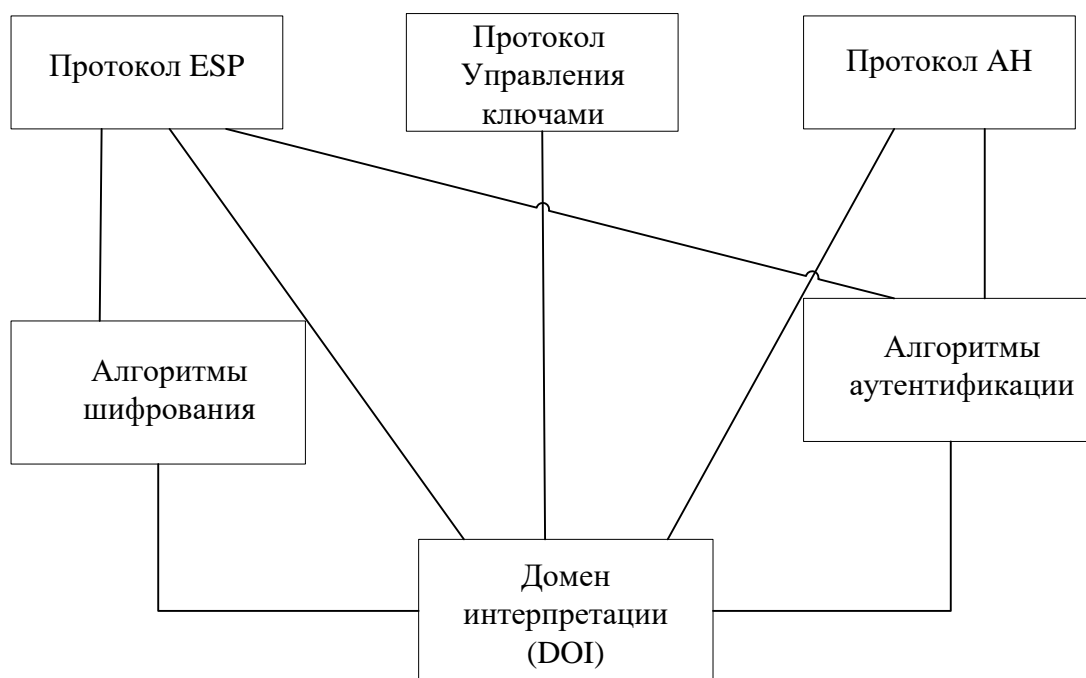 Протокол ESP
Протокол
Управления
ключами
Протокол AH
Алгоритмы
шифрования
Алгоритмы
аутентификации
Домен
интерпретации
(DOI)